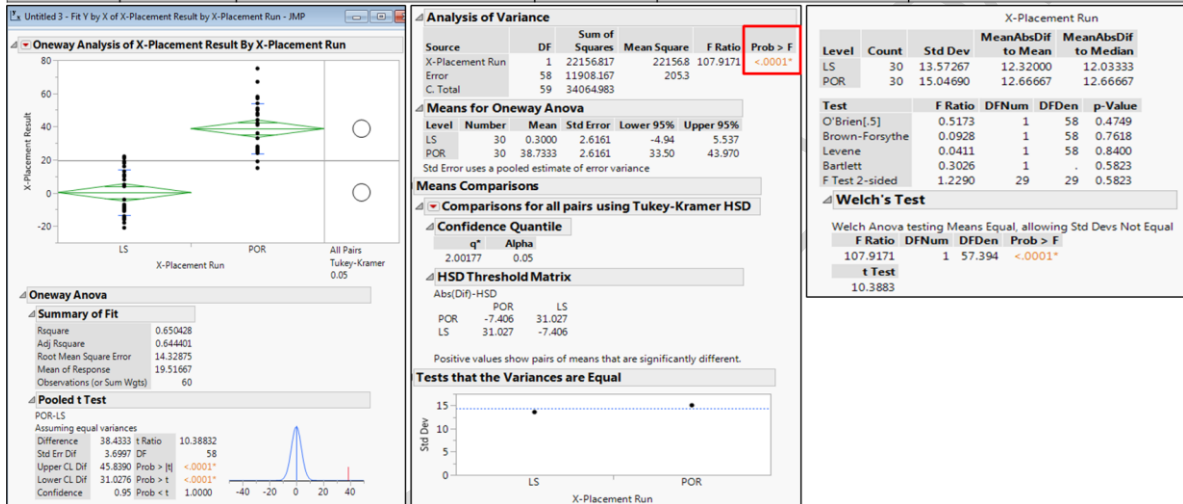 Untitled 3 - Fit Y by X of X-Placement Result by X-Placement Run - JMP
Oneway Analysis of X-Placement Result By X-Placement Run
80
60
40
20
0
-20
X-Placement Result
LS
POR
X-Placement Run
All Pairs
Tukey-Kramer
0.05
Oneway Anova
Summary of Fit
Rsquare 0.650428
Adj Rsquare 0.644401
Root Mean Square Error 14.32875
Mean of Response 19.51667
Observations (or Sum Wgts) 60
Pooled t Test
POR-LS
Assuming equal variances
Difference 38.4333 t Ratio 10.38832
Std Err Dif 3.6997 DF 58
Upper CL Dif 45.8390 Prob > |t| <.0001*
Lower CL Dif 31.0276 Prob > t <.0001*
Confidence 0.95 Prob < t 1.0000
-40 -20 0 20 40
Analysis of Variance
Sum of
Source DF Squares Mean Square F Ratio Prob > F
X-Placement Run 1 22156.817 22156.8 107.9171 <.0001*
Error 58 11908.167 205.3
C. Total 59 34064.983
Means for Oneway Anova
Level Number Mean Std Error Lower 95% Upper 95%
LS 30 0.3000 2.6161 -4.94 5.537
POR 30 38.7333 2.6161 33.50 43.970
Std Error uses a pooled estimate of error variance
Means Comparisons
Comparisons for all pairs using Tukey-Kramer HSD
Confidence Quantile
q* Alpha
2.00177 0.05
HSD Threshold Matrix
Abs(Dif)-HSD
POR LS
POR -7.406 31.027
LS 31.027 -7.406
Positive values show pairs of means that are significantly different.
Tests that the Variances are Equal
15
10
5
0
Std Dev
LS
POR
X-Placement Run
X-Placement Run
MeanAbsDif MeanAbsDif
Level Count Std Dev to Mean to Median
LS 30 13.57267 12.32000 12.03333
POR 30 15.04690 12.66667 12.66667
Test F Ratio DFNum DFDen p-Value
O'Brien[.5] 0.5173 1 58 0.4749
Brown-Forsythe 0.0928 1 58 0.7618
Levene 0.0411 1 58 0.8400
Bartlett 0.3026 1 . 0.5823
F Test 2-sided 1.2290 29 29 0.5823
Welch's Test
Welch Anova testing Means Equal, allowing Std Devs Not Equal
F Ratio DFNum DFDen Prob > F
107.9171 1 57.394 <.0001*
t Test
10.3883